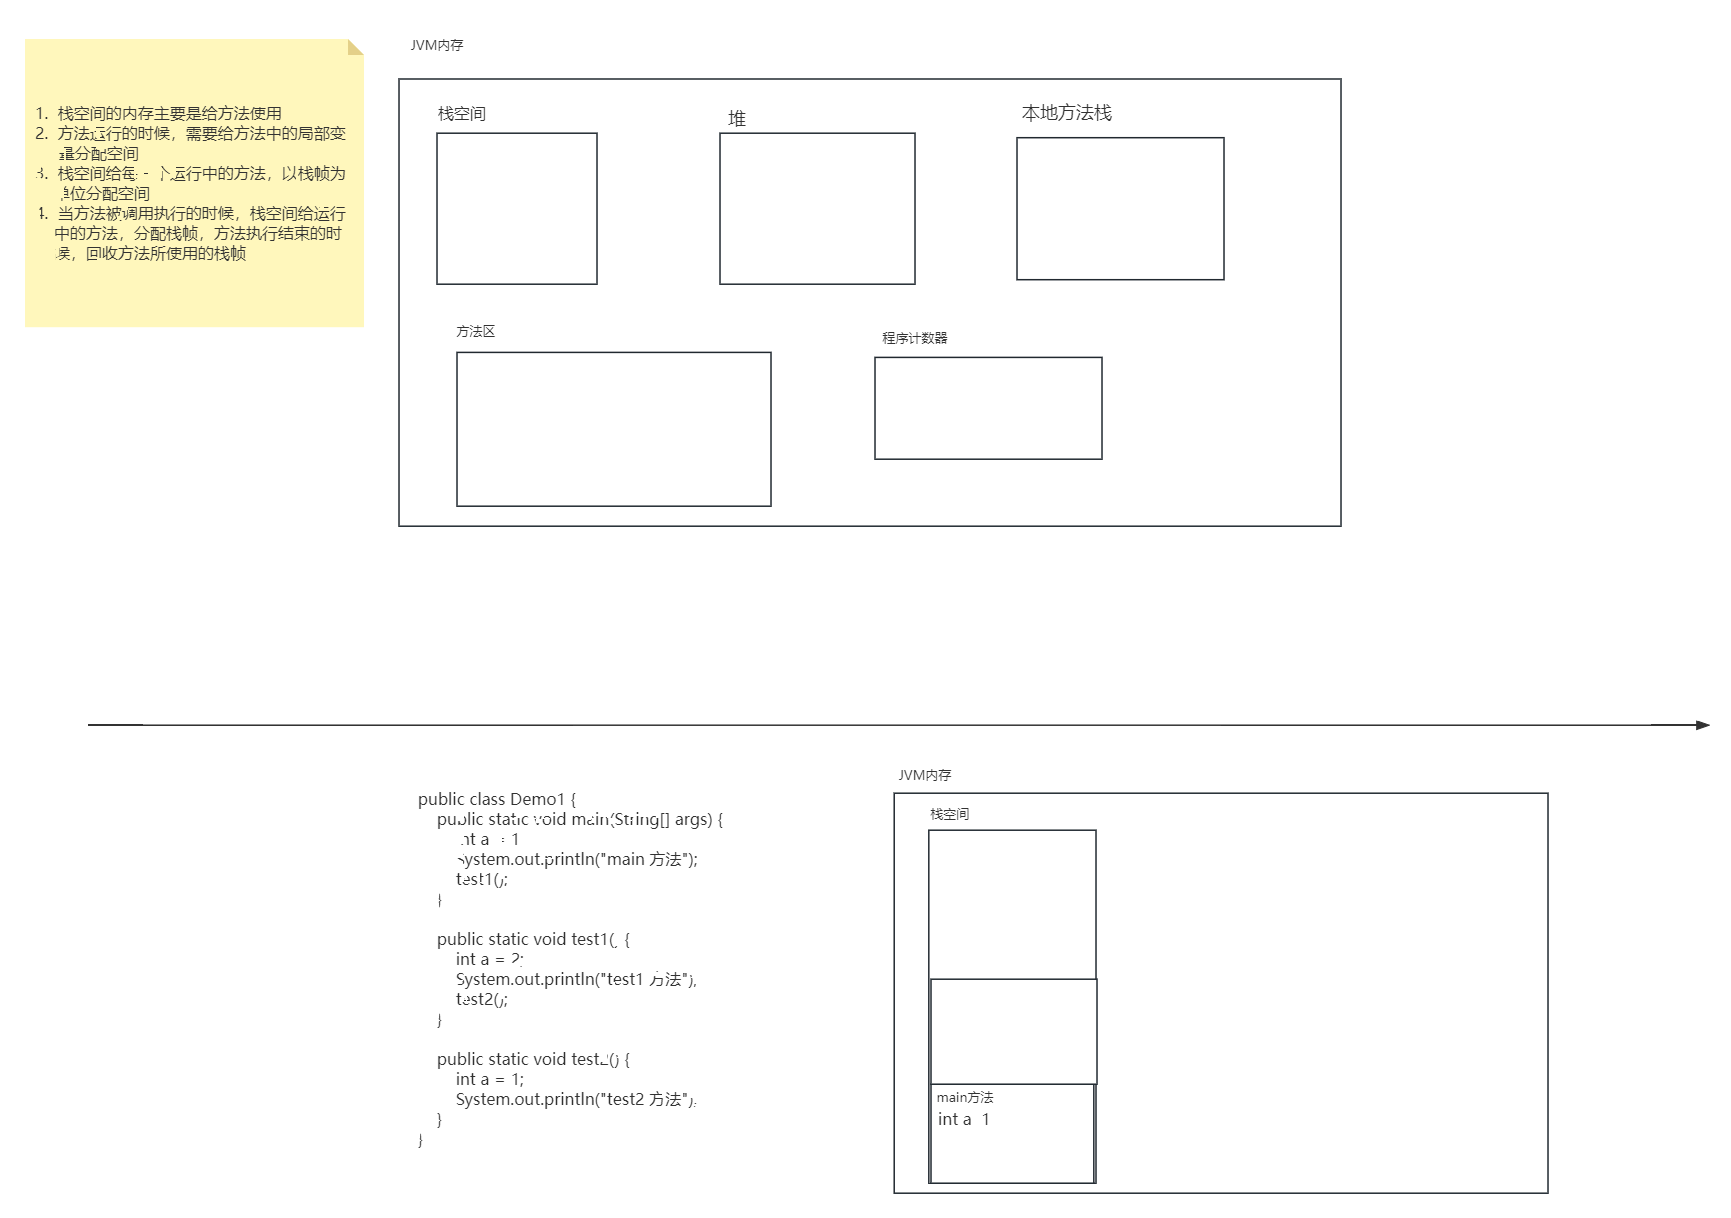 JVM内存
1. 栈空间的内存主要是给方法使用
2. 方法运行的时候，需要给方法中的局部变
量分配空间
3. 栈空间给每一个运行中的方法，以栈帧为
单位分配空间
4. 当方法被调用执行的时候，栈空间给运行
中的方法，分配栈帧，方法执行结束的时
候，回收方法所使用的栈帧
栈空间
堆
本地方法栈
方法区
程序计数器
public class Demo1 {
public static void main(String[] args) {
int a = 1
System.out.println("main 方法");
test1();
}
public static void test1() {
int a = 2;
System.out.println("test1 方法");
test2();
}
public static void test2() {
int a = 1;
System.out.println("test2 方法");
}
}
JVM内存
栈空间
main方法
int a 1